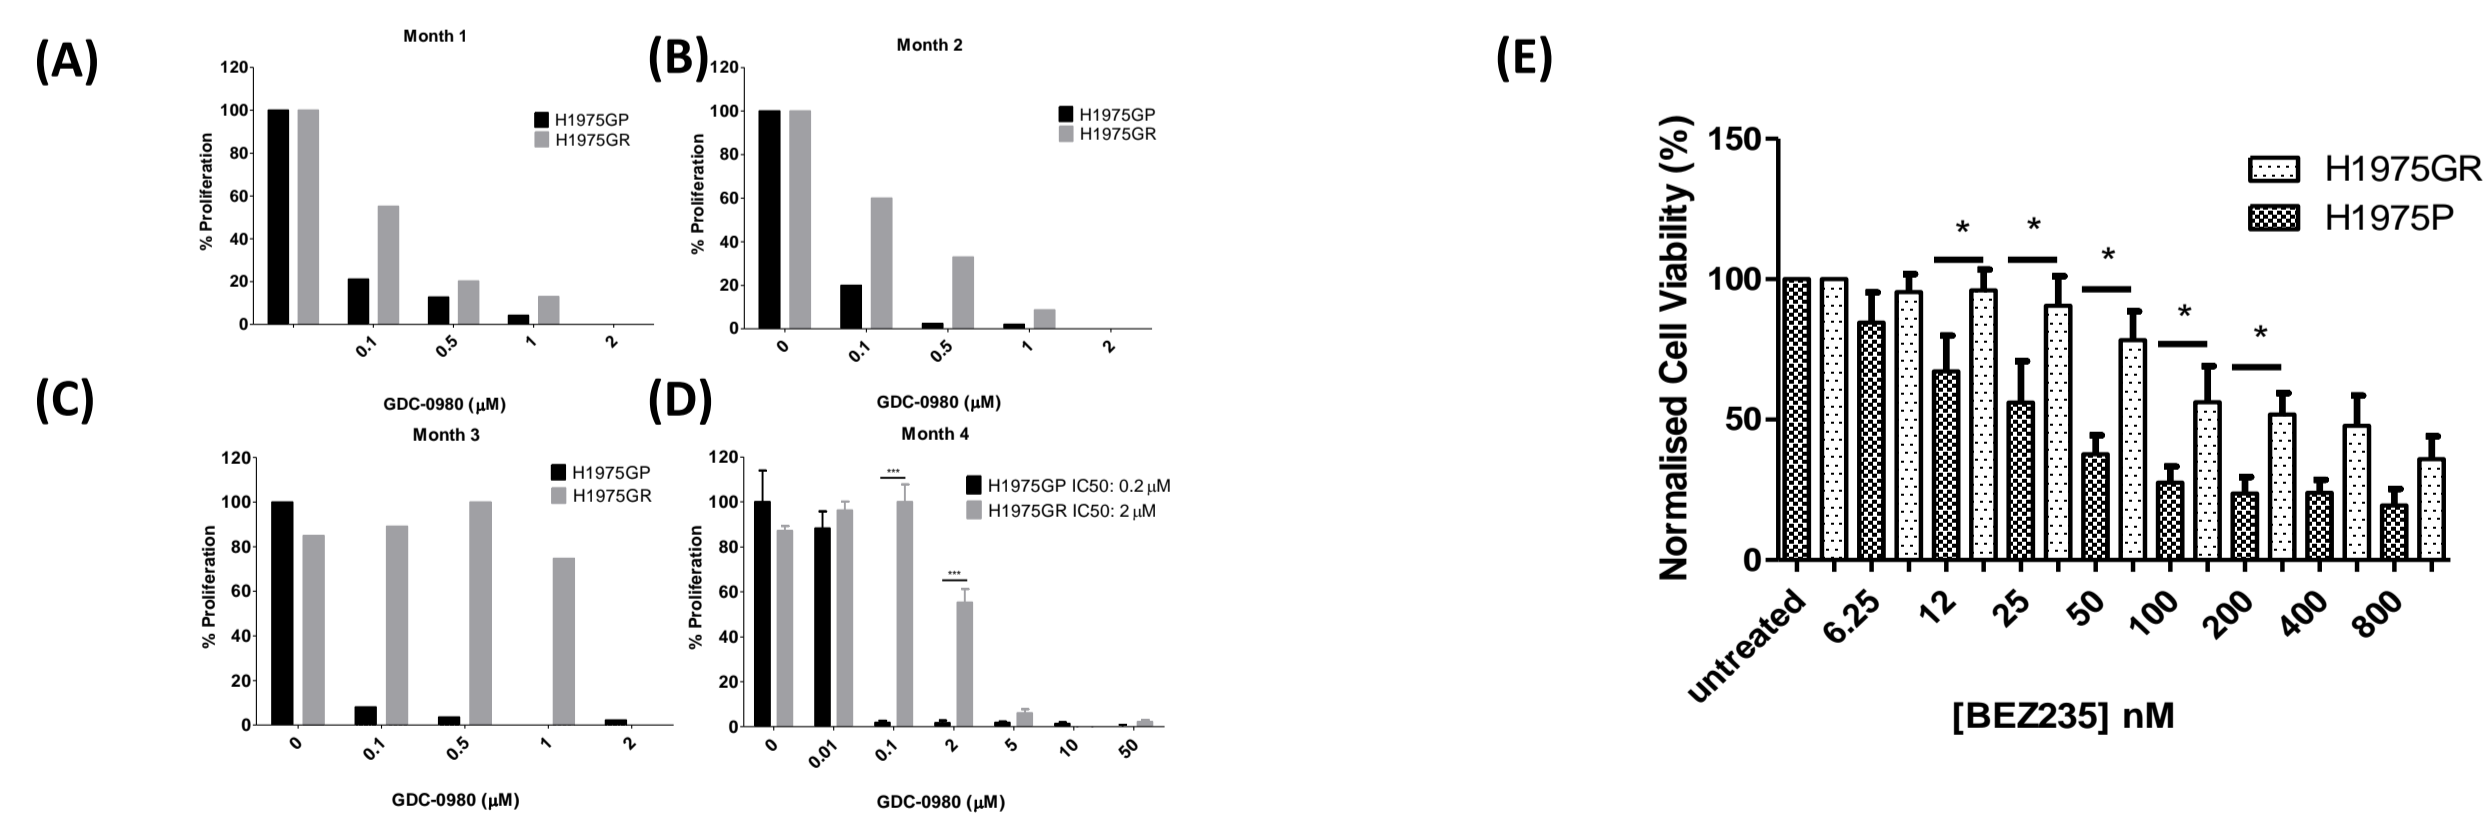 (A)
Month 1
% Proliferation
120
100
80
60
40
20
0
H1975GP
H1975GR
0.1
0.5
1
2
GDC-0980 (μM)
(B)
Month 2
% Proliferation
120
100
80
60
40
20
0
H1975GP
H1975GR
0
0.1
0.5
1
2
GDC-0980 (μM)
(C)
Month 3
% Proliferation
120
100
80
60
40
20
0
H1975GP
H1975GR
0
0.1
0.5
1
2
GDC-0980 (μM)
(D)
Month 4
% Proliferation
120
100
80
60
40
20
0
***
***
H1975GP IC50: 0.2 μM
H1975GR IC50: 2 μM
0
0.01
0.1
2
5
10
50
GDC-0980 (μM)
(E)
Normalised Cell Viability (%)
150
100
50
0
H1975GR
H1975P
*
*
*
*
*
untreated
6.25
12
25
50
100
200
400
800
[BEZ235] nM